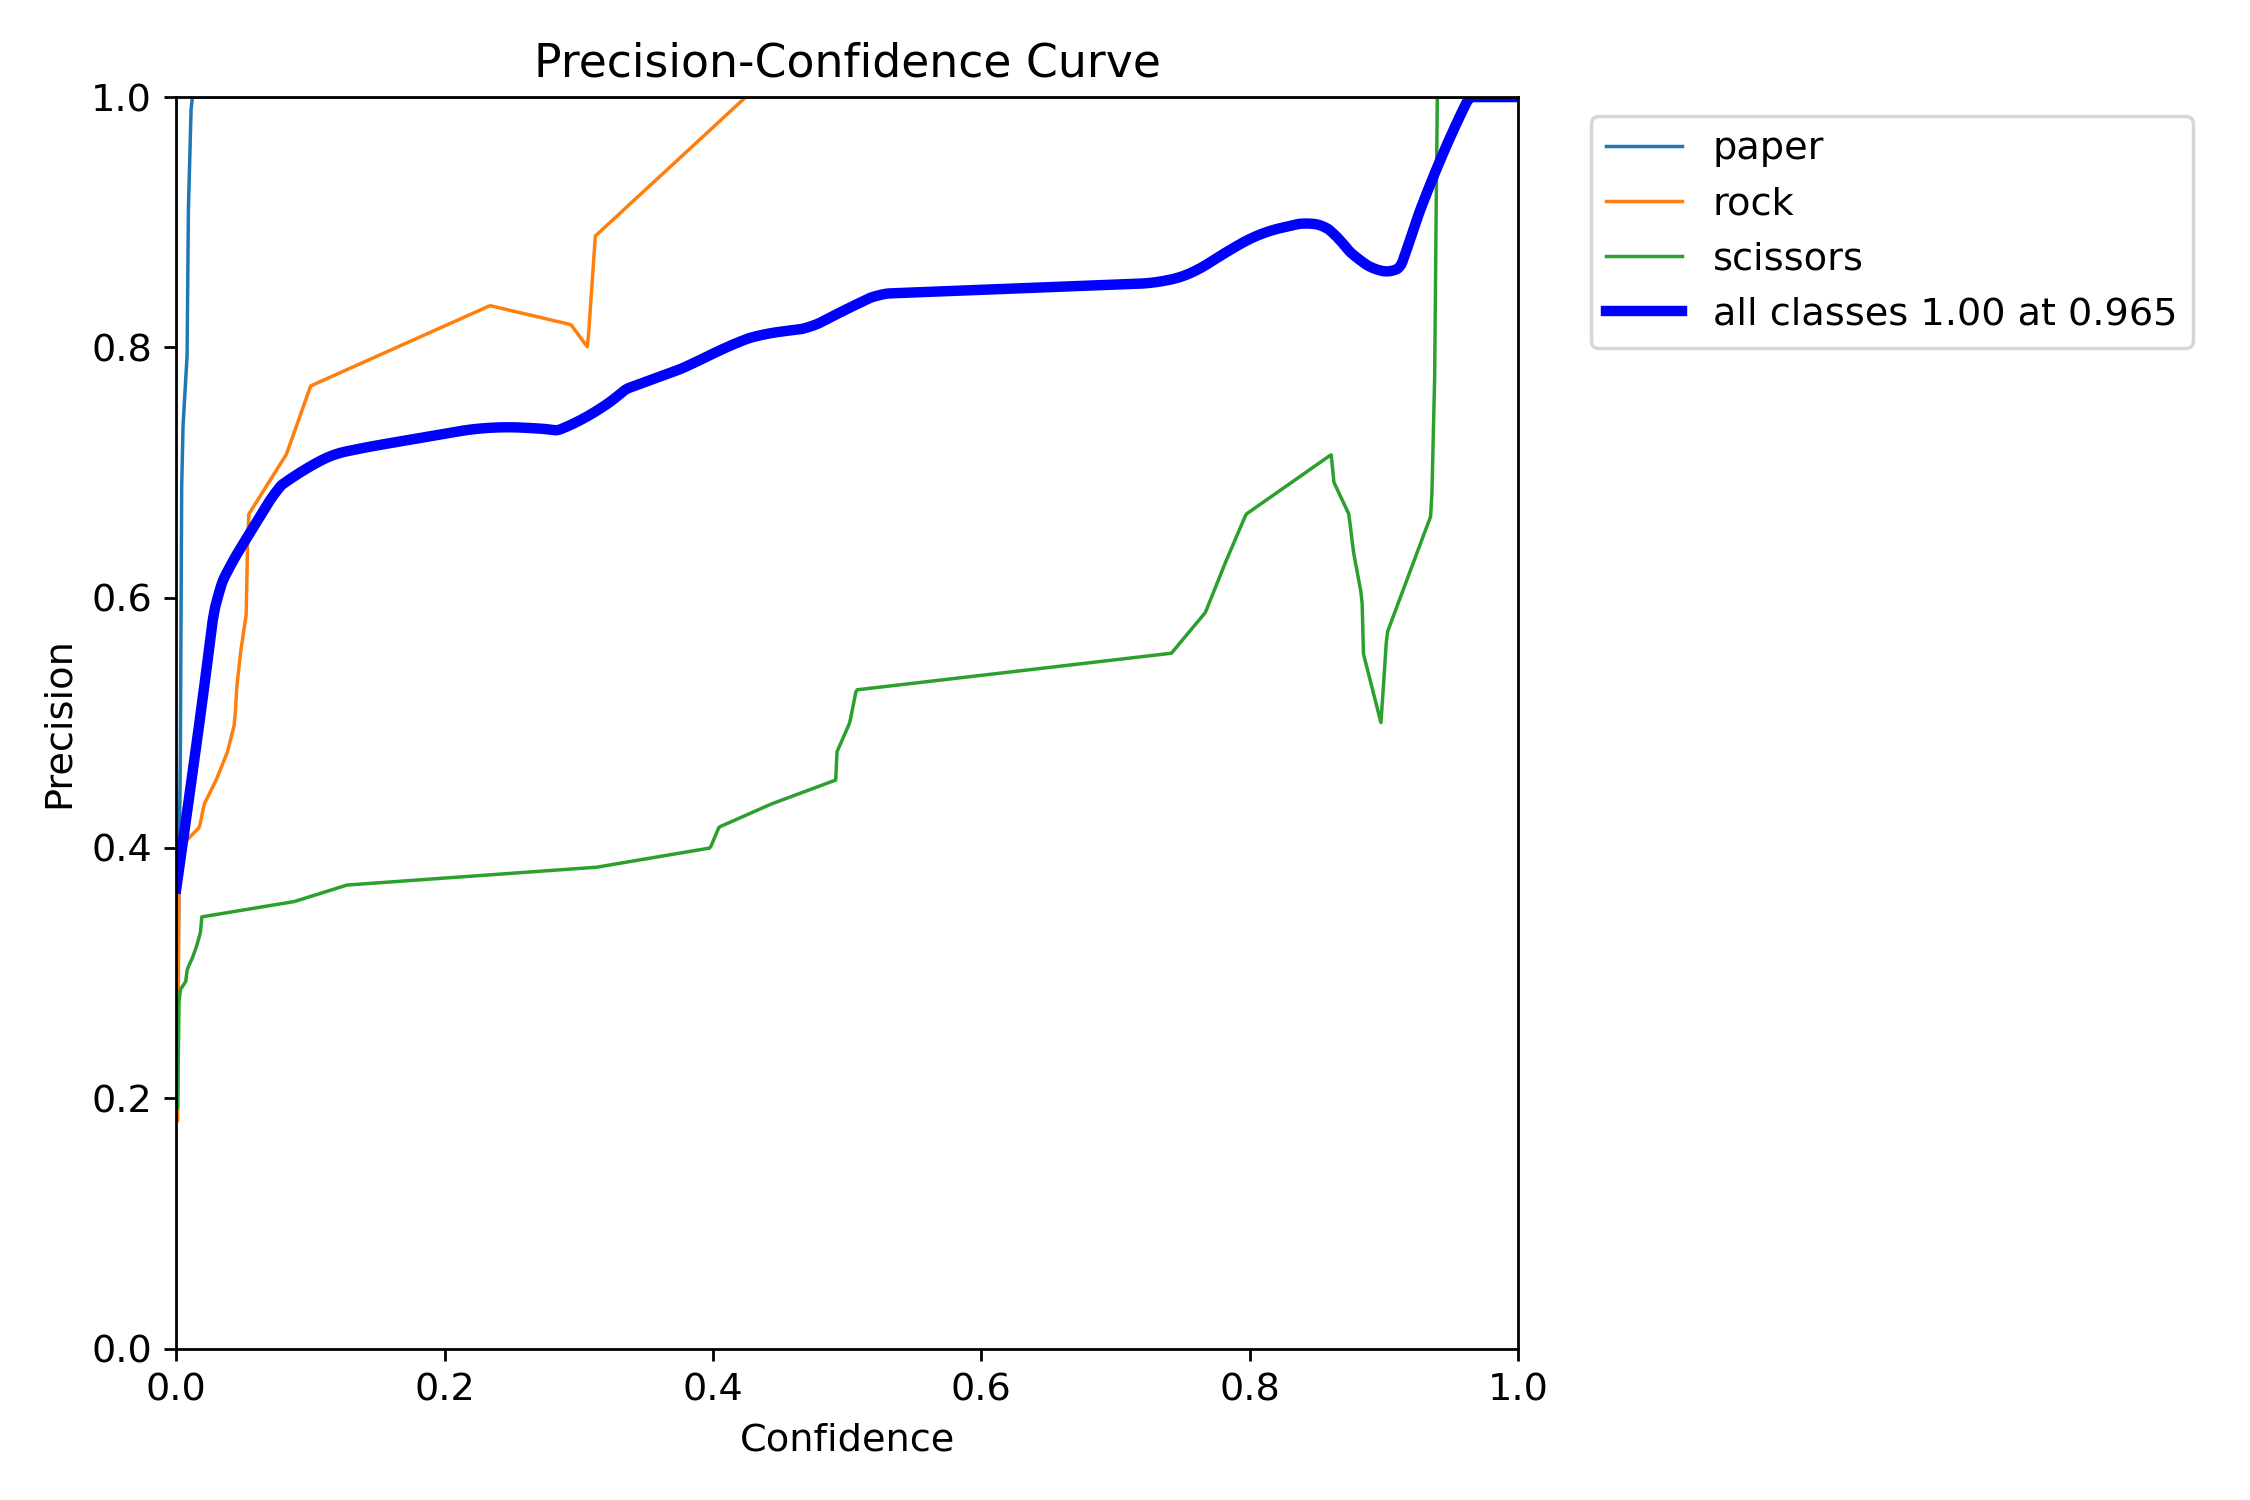 Precision-Confidence Curve
1.0
0.8
0.6
0.4
0.2
0.0
Precision
0.0 0.2 0.4 0.6 0.8 1.0
Confidence
paper
rock
scissors
all classes 1.00 at 0.965